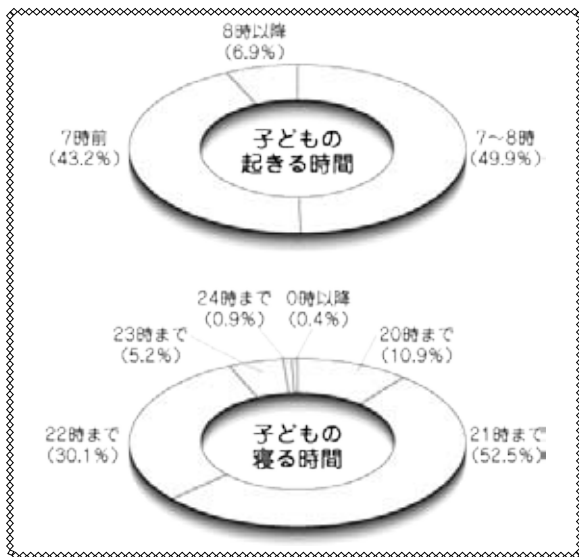 8時以降
(6.9%)
7時前
(43.2%)
子どもの
起きる時間
7～8時
(49.9%)
24時まで
(0.9%)
0時以降
(0.4%)
23時まで
(5.2%)
20時まで
(10.9%)
22時まで
(30.1%)
子どもの
寝る時間
21時まで
(52.5%)